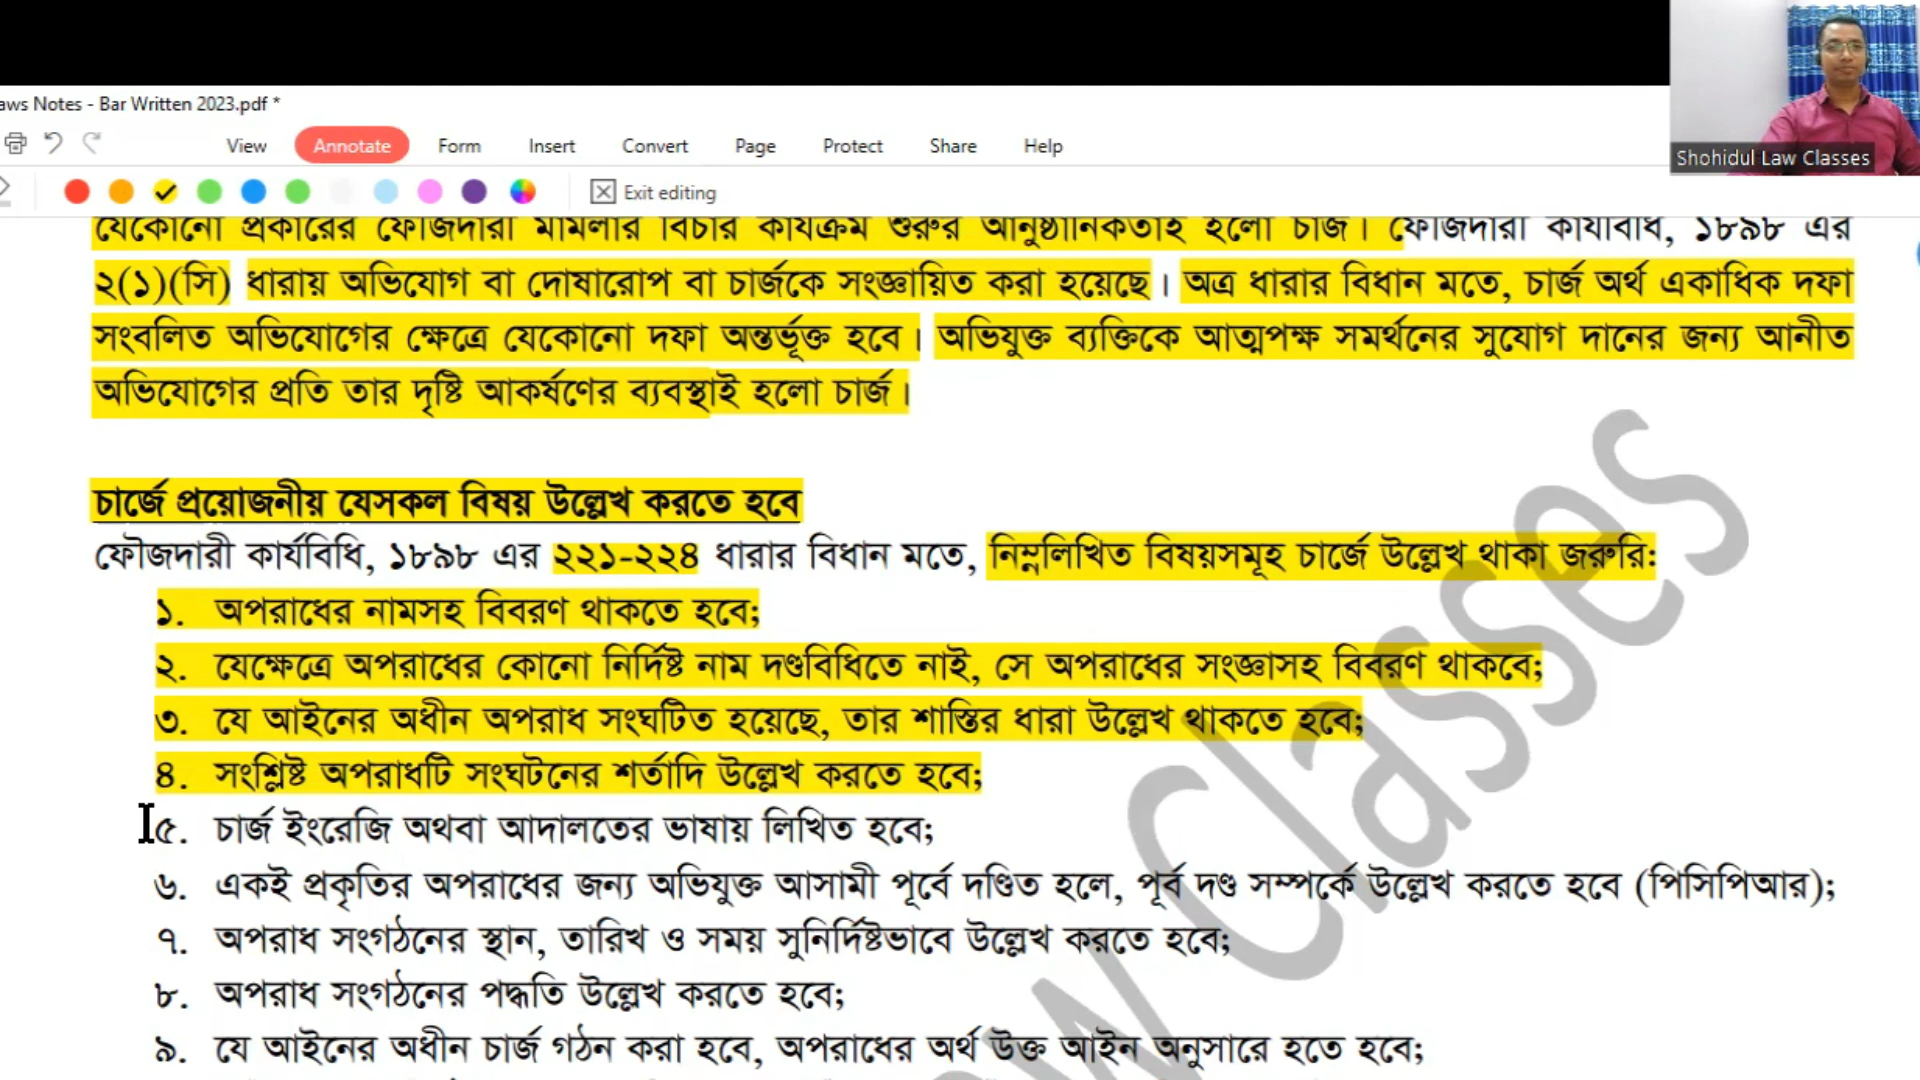 aws Notes - Bar Written 2023.pdf *
View Annotate Form Insert Convert Page Protect Share Help
Shohidul Law Classes
Exit editing
যেকোনো প্রকারের ফৌজদারী মামলার বিচার কার্যক্রম শুরুর আনুষ্ঠানিকতাই হলো চার্জ। ফৌজদারী কার্যবিধি, ১৮৯৮ এর
২(১)(সি) ধারায় অভিযোগ বা দোষারোপ বা চার্জকে সংজ্ঞায়িত করা হয়েছে। অত্র ধারার বিধান মতে, চার্জ অর্থ একাধিক দফা
সংবলিত অভিযোগের ক্ষেত্রে যেকোনো দফা অন্তর্ভূক্ত হবে। অভিযুক্ত ব্যক্তিকে আত্মপক্ষ সমর্থনের সুযোগ দানের জন্য আনীত
অভিযোগের প্রতি তার দৃষ্টি আকর্ষণের ব্যবস্থাই হলো চার্জ।
চার্জে প্রয়োজনীয় যেসকল বিষয় উল্লেখ করতে হবে
ফৌজদারী কার্যবিধি, ১৮৯৮ এর ২২১-২২৪ ধারার বিধান মতে, নিম্নলিখিত বিষয়সমূহ চার্জে উল্লেখ থাকা জরুরি:
১. অপরাধের নামসহ বিবরণ থাকতে হবে;
২. যেক্ষেত্রে অপরাধের কোনো নির্দিষ্ট নাম দণ্ডবিধিতে নাই, সে অপরাধের সংজ্ঞাসহ বিবরণ থাকবে;
৩. যে আইনের অধীন অপরাধ সংঘটিত হয়েছে, তার শাস্তির ধারা উল্লেখ থাকতে হবে;
৪. সংশ্লিষ্ট অপরাধটি সংঘটনের শর্তাদি উল্লেখ করতে হবে;
৫. চার্জ ইংরেজি অথবা আদালতের ভাষায় লিখিত হবে;
৬. একই প্রকৃতির অপরাধের জন্য অভিযুক্ত আসামী পূর্বে দণ্ডিত হলে, পূর্ব দণ্ড সম্পর্কে উল্লেখ করতে হবে (পিসিপিআর);
৭. অপরাধ সংগঠনের স্থান, তারিখ ও সময় সুনির্দিষ্টভাবে উল্লেখ করতে হবে;
৮. অপরাধ সংগঠনের পদ্ধতি উল্লেখ করতে হবে;
৯. যে আইনের অধীন চার্জ গঠন করা হবে, অপরাধের অর্থ উক্ত আইন অনুসারে হতে হবে;
w Classes